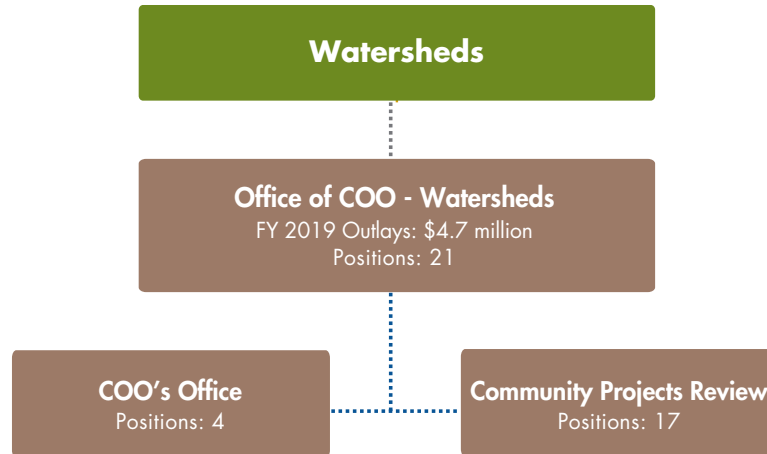 Watersheds
Office of COO - Watersheds
FY 2019 Outlays: $4.7 million
Positions: 21
COO’s Office
Positions: 4
Community Projects Review
Positions: 17